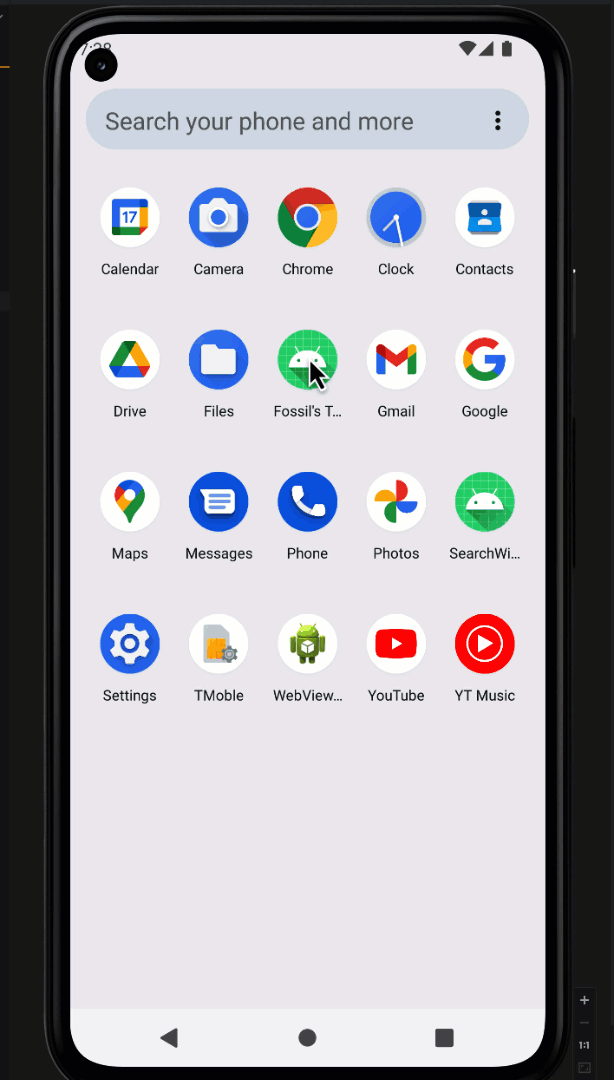 7:28
Search your phone and more
17
Calendar Camera Chrome Clock Contacts
Drive Files Fossil's T... Gmail Google
Maps Messages Phone Photos SearchWi...
Settings TMoble WebView... YouTube YT Music
1:1